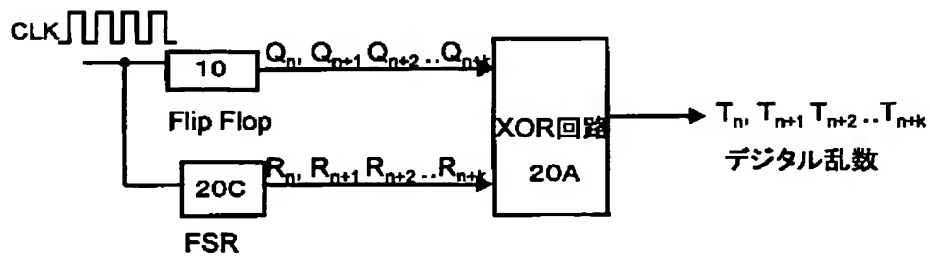 CLK
10
Qn, Qn+1 Qn+2..Qn+k
Flip Flop
20C
Rn, Rn+1 Rn+2..Rn+k
FSR
XOR回路
20A
Tn, Tn+1 Tn+2..Tn+k
デジタル乱数